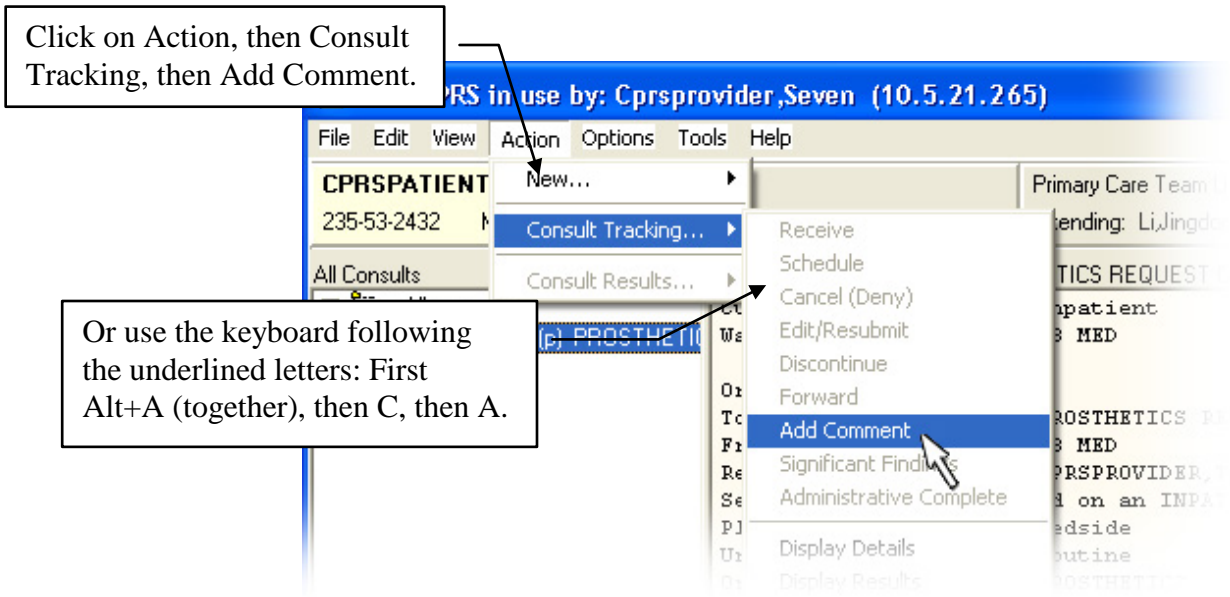 Click on Action, then Consult
Tracking, then Add Comment.
PRS in use by: Cprsprovider,Seven (10.5.21.265)
File Edit View Action Options Tools Help
CPRSPATIENT
New...
Primary Care Team
235-53-2432
Consult Tracking...
Receive
tending: Li,Jingd
All Consults
Consult Results...
Schedule
TICS REQUEST
Cancel (Deny)
npatient
Or use the keyboard following
the underlined letters: First
Alt+A (together), then C, then A.
(p) PROSTHETI
Edit/Resubmit
MED
Discontinue
Forward
Add Comment
ROSTHETICS
MED
Significant Findings
PRSPROVIDER,
Administrative Complete
on an INPA
edside
Display Details
outine
Display Results
ROSTHETIC